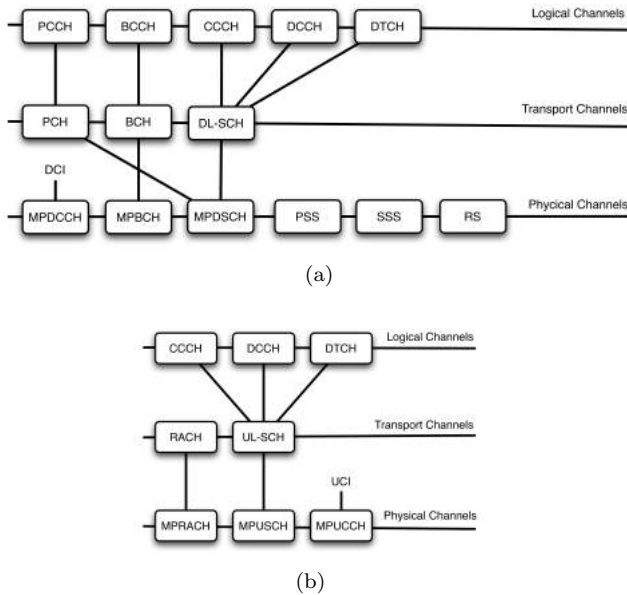 PCCH BCCH CCCH DCCH DTCH Logical Channels
PCH BCH DL-SCH Transport Channels
DCI
MPDCCH MPBCH MPDSCH PSS SSS RS Phycical Channels
(a)
CCCH DCCH DTCH Logical Channels
RACH UL-SCH Transport Channels
UCI
MPRACH MPUSCH MPUCCH Physical Channels
(b)